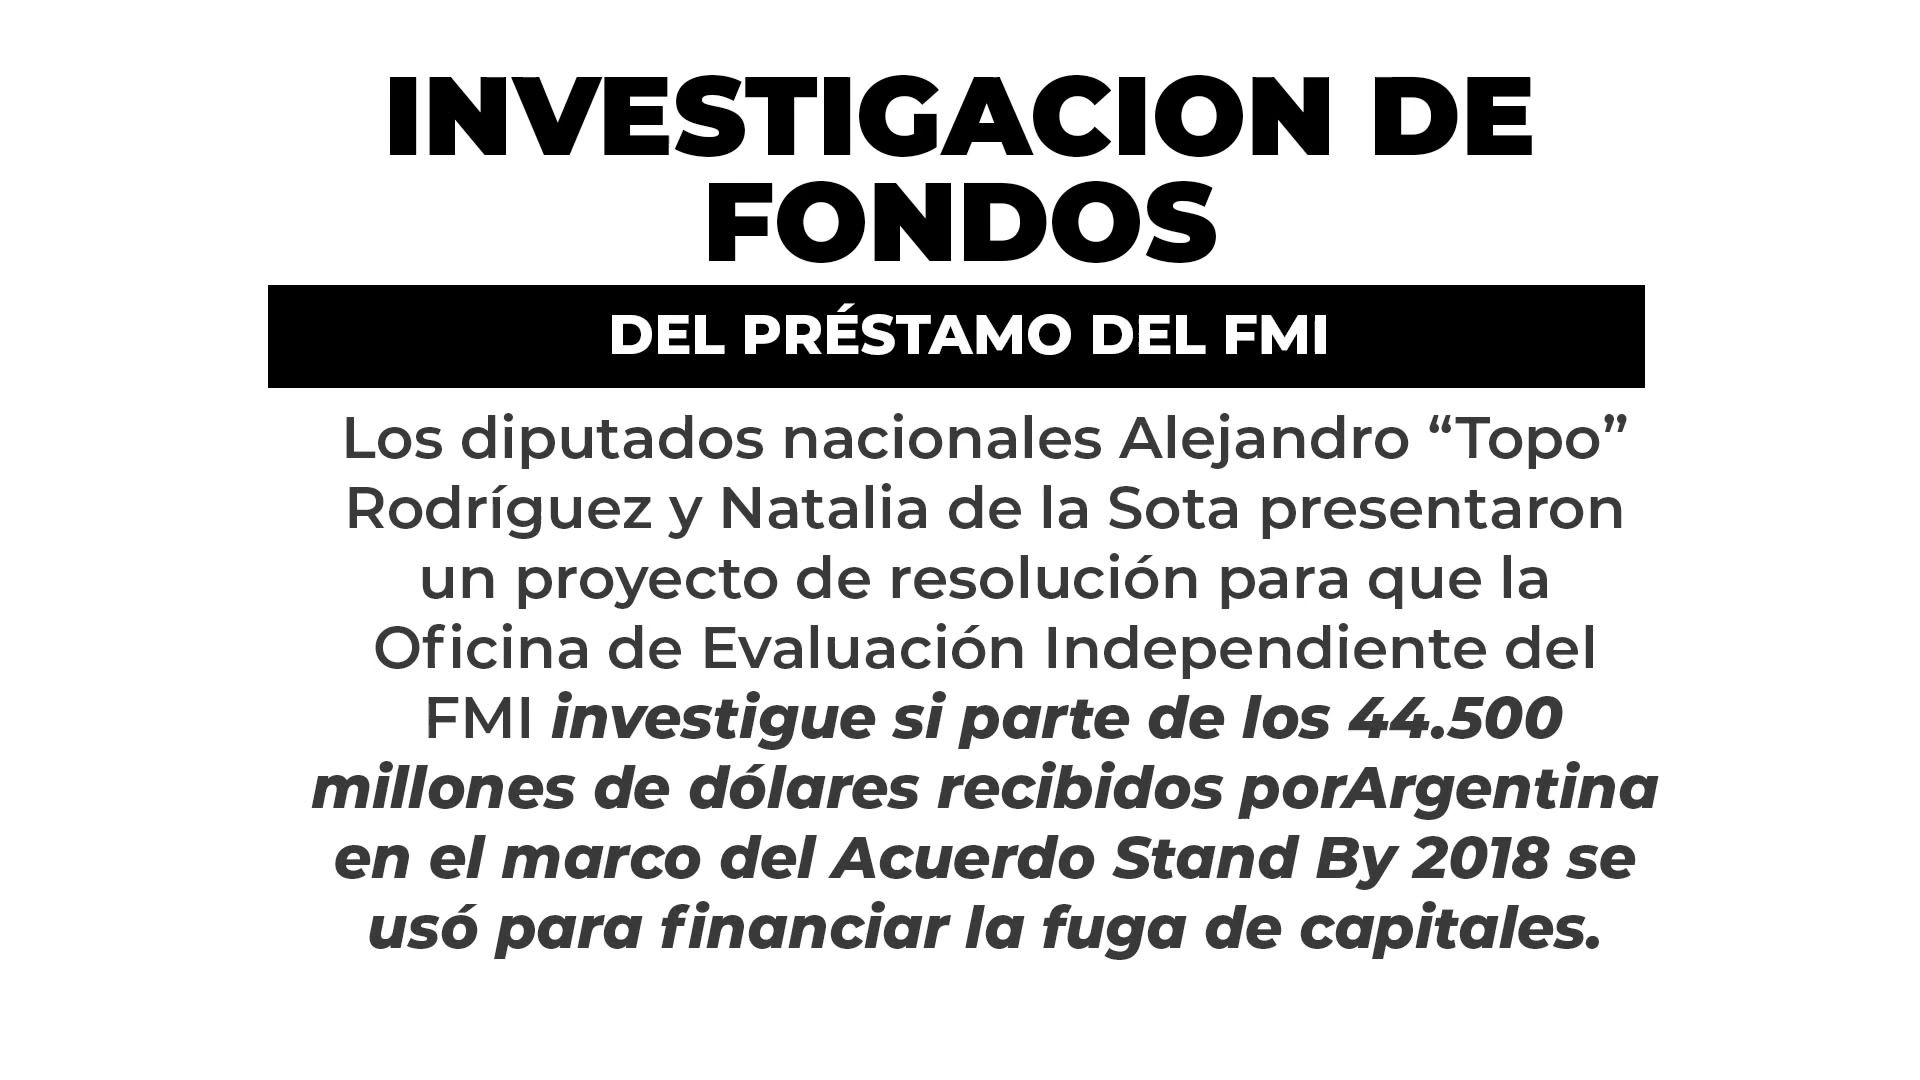 INVESTIGACION DE
FONDOS
DEL PRÉSTAMO DEL FMI
Los diputados nacionales Alejandro “Topo”
Rodríguez y Natalia de la Sota presentaron
un proyecto de resolución para que la
Oficina de Evaluación Independiente del
FMI investigue si parte de los 44.500
millones de dólares recibidos porArgentina
en el marco del Acuerdo Stand By 2018 se
usó para financiar la fuga de capitales.